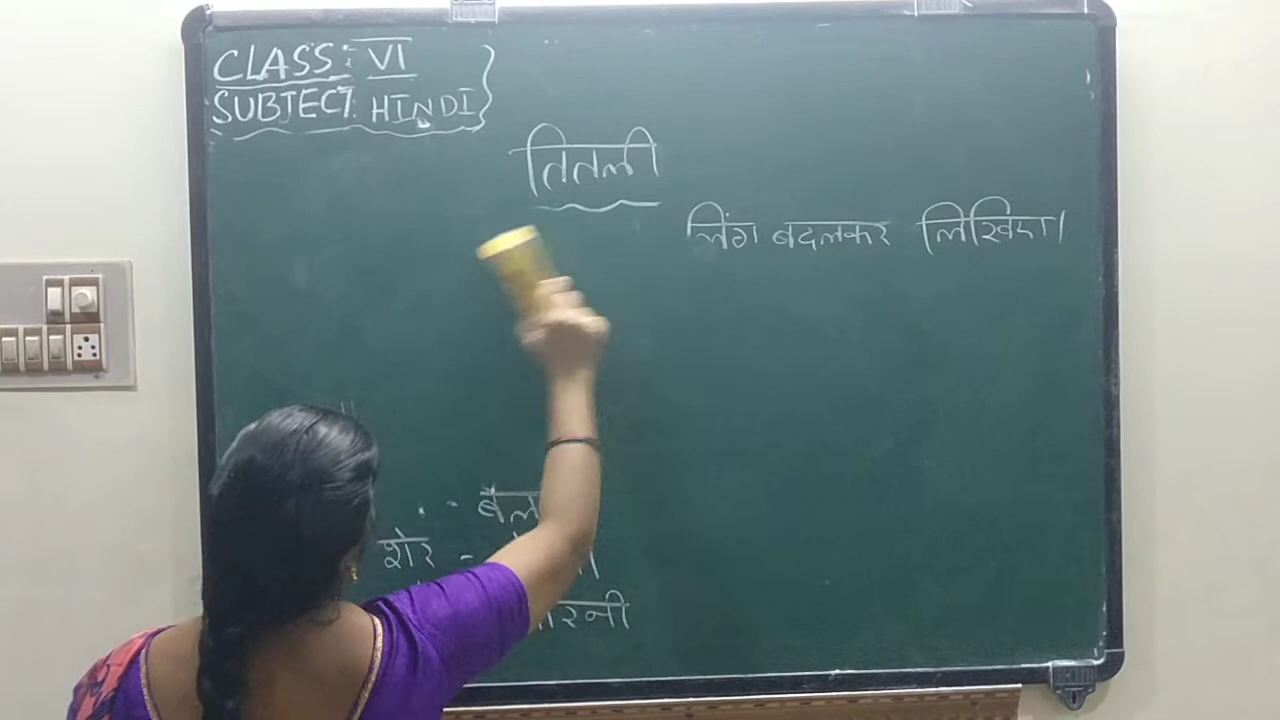 CLASS: VI
SUBJECT: HINDI
तितली
लिंग बदलकर लिखिए।
शेर -